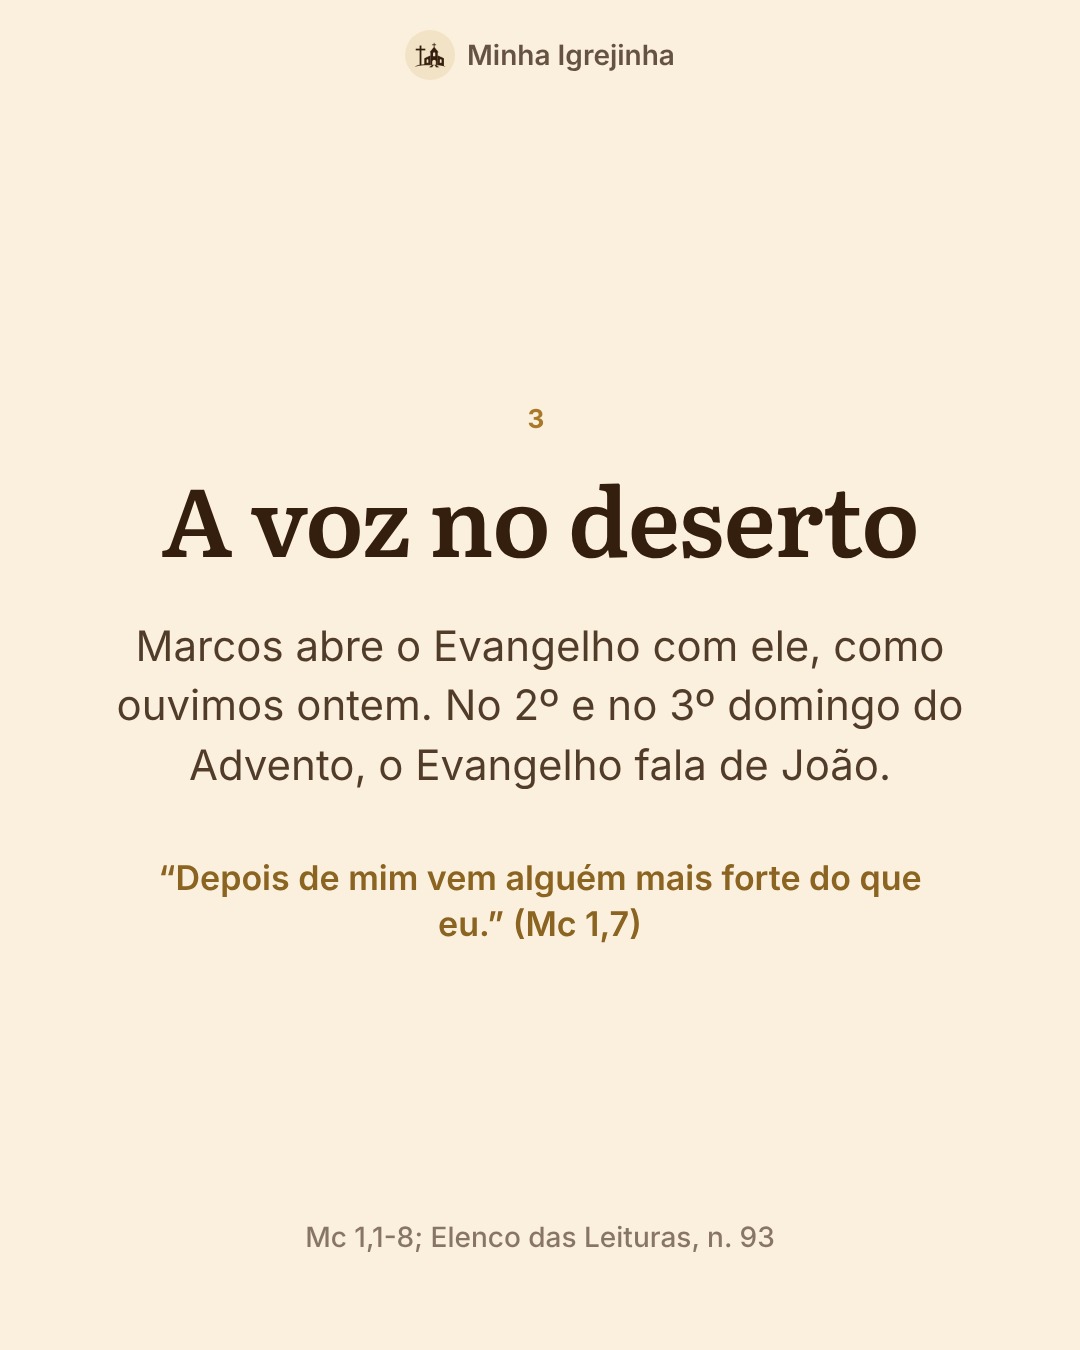 Minha Igrejinha
3
A voz no deserto
Marcos abre o Evangelho com ele, como
ouvimos ontem. No 2º e no 3º domingo do
Advento, o Evangelho fala de João.
“Depois de mim vem alguém mais forte do que
eu.” (Mc 1,7)
Mc 1,1-8; Elenco das Leituras, n. 93